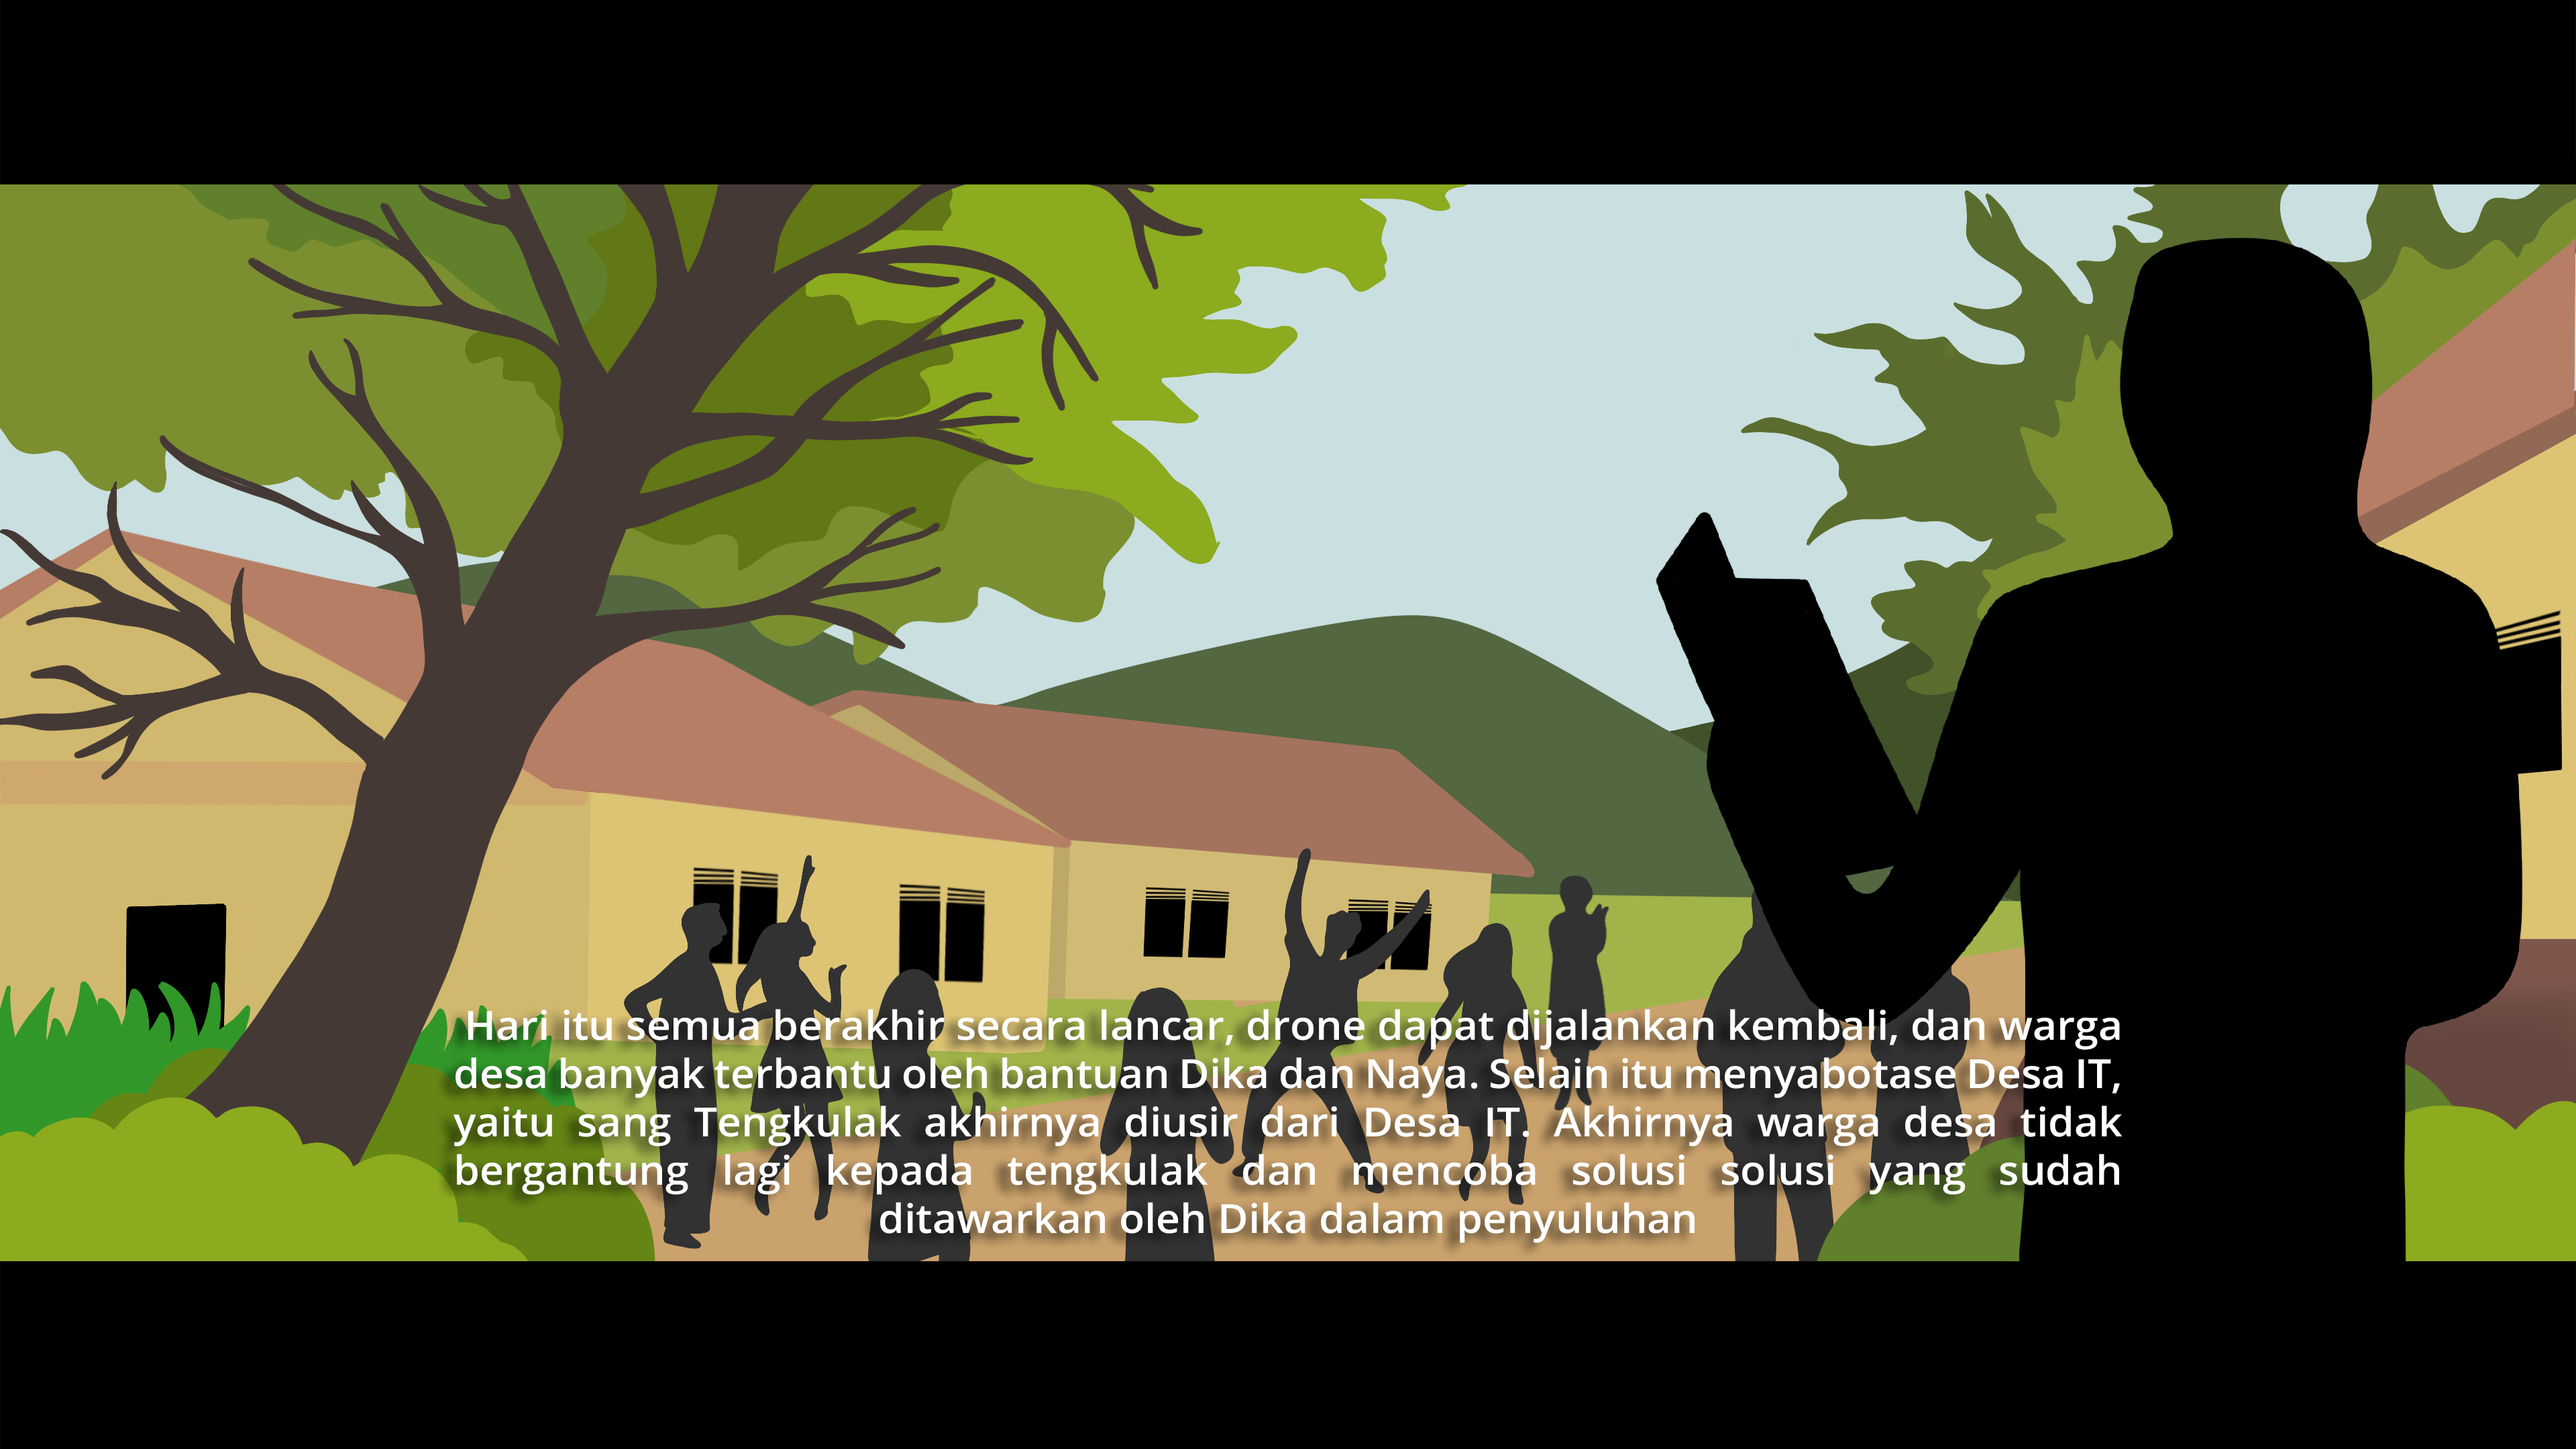 Hari itu semua berakhir secara lancar, drone dapat dijalankan kembali, dan warga
desa banyak terbantu oleh bantuan Dika dan Naya. Selain itu menyabotase Desa IT,
yaitu sang Tengkulak akhirnya diusir dari Desa IT. Akhirnya warga desa tidak
bergantung lagi kepada tengkulak dan mencoba solusi solusi yang sudah
ditawarkan oleh Dika dalam penyuluhan